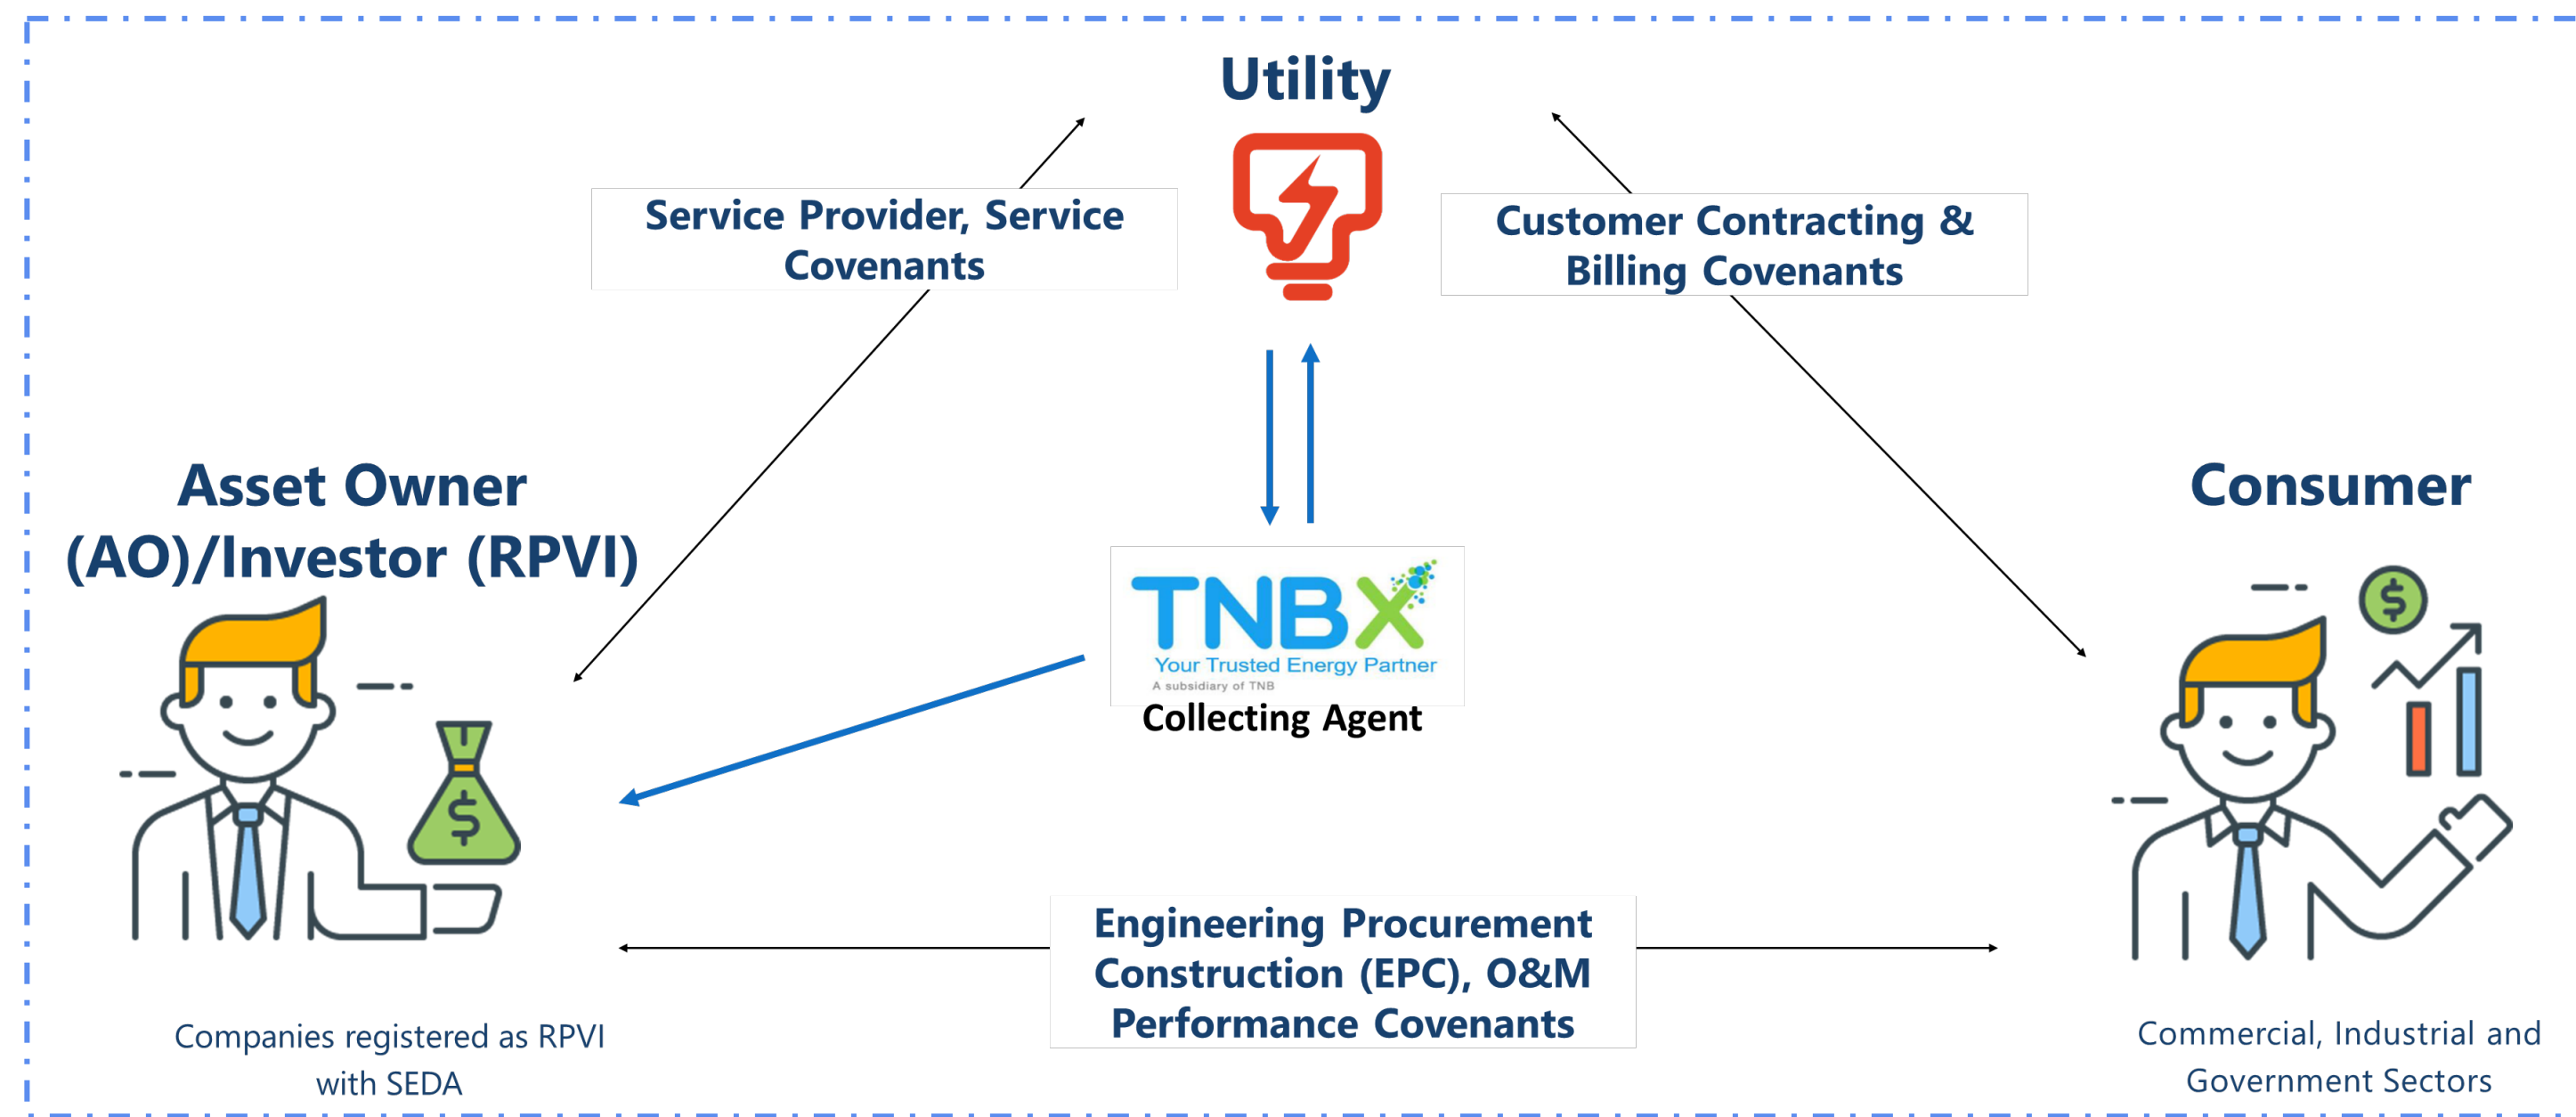 Utility
Service Provider, Service
Covenants
Customer Contracting &
Billing Covenants
Asset Owner
(AO)/Investor (RPVI)
Consumer
TNBX
Your Trusted Energy Partner
A subsidiary of TNB
Collecting Agent
$
$
Engineering Procurement
Construction (EPC), O&M
Performance Covenants
Companies registered as RPVI
with SEDA
Commercial, Industrial and
Government Sectors